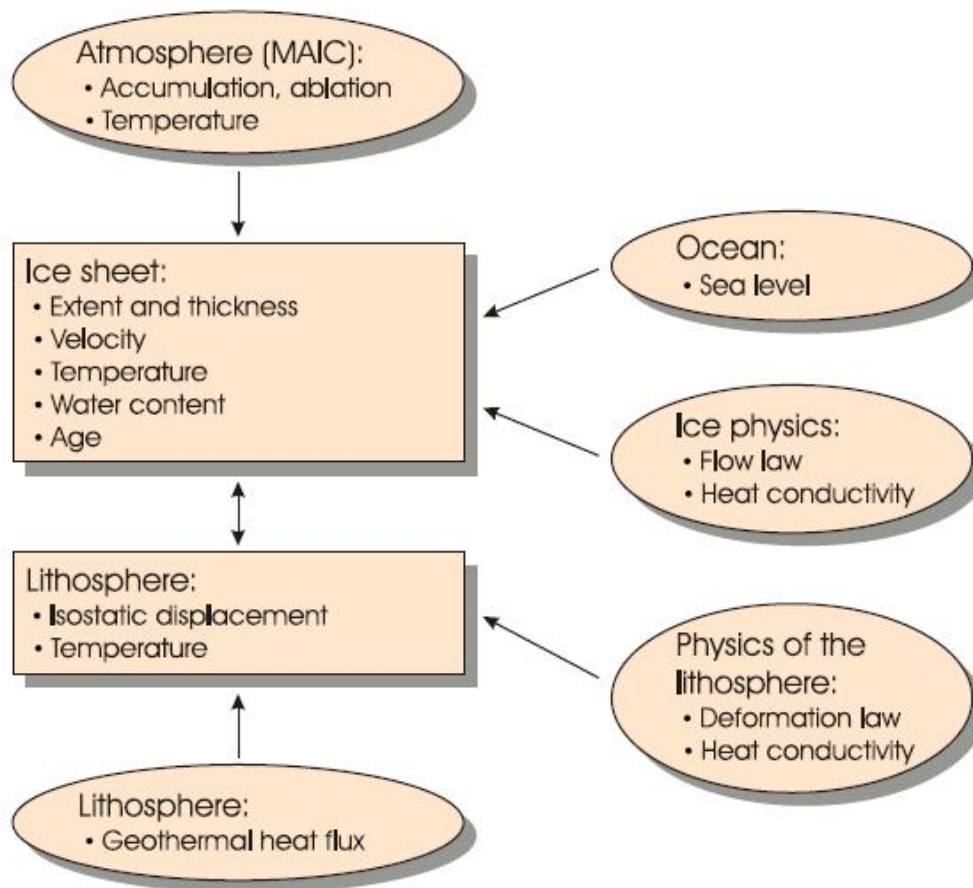 Atmosphere (MAIC):
• Accumulation, ablation
• Temperature
Ice sheet:
• Extent and thickness
• Velocity
• Temperature
• Water content
• Age
Ocean:
• Sea level
Ice physics:
• Flow law
• Heat conductivity
Lithosphere:
• Isostatic displacement
• Temperature
Physics of the
lithosphere:
• Deformation law
• Heat conductivity
Lithosphere:
• Geothermal heat flux